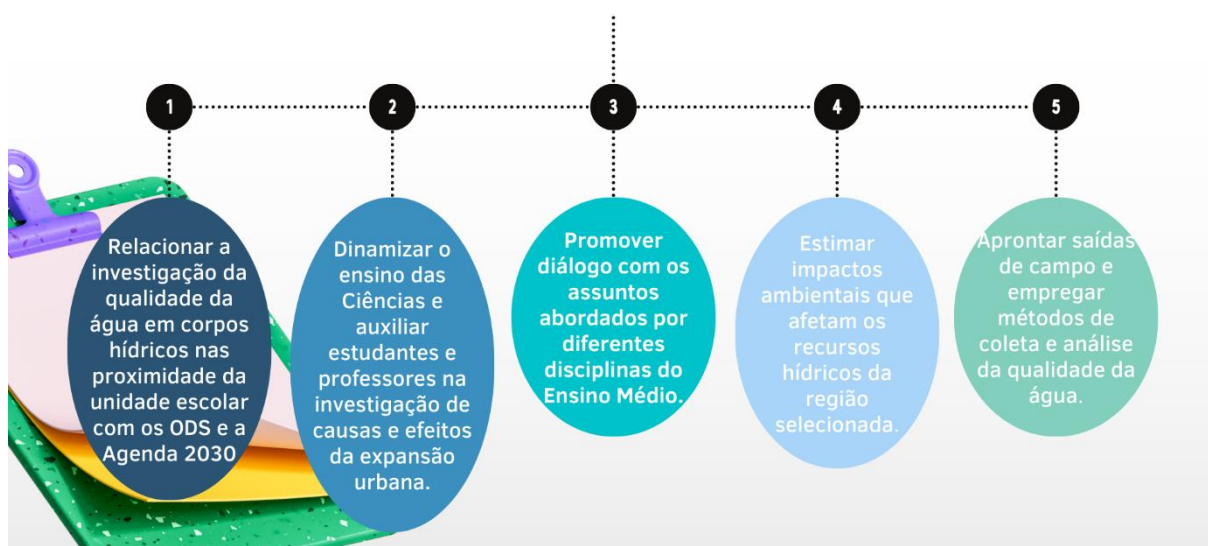 1
2
3
4
5
Relacionar a
investigação da
qualidade da
água em corpos
hídricos nas
proximidade da
unidade escolar
com os ODS e a
Agenda 2030
Dinamizar o
ensino das
Ciências e
auxiliar
estudantes e
professores na
investigação de
causas e efeitos
da expansão
urbana.
Promover
diálogo com os
assuntos
abordados por
diferentes
disciplinas do
Ensino Médio.
Estimar
impactos
ambientais que
afetam os
recursos
hídricos da
região
selecionada.
Aprontar saídas
de campo e
empregar
métodos de
coleta e análise
da qualidade da
água.